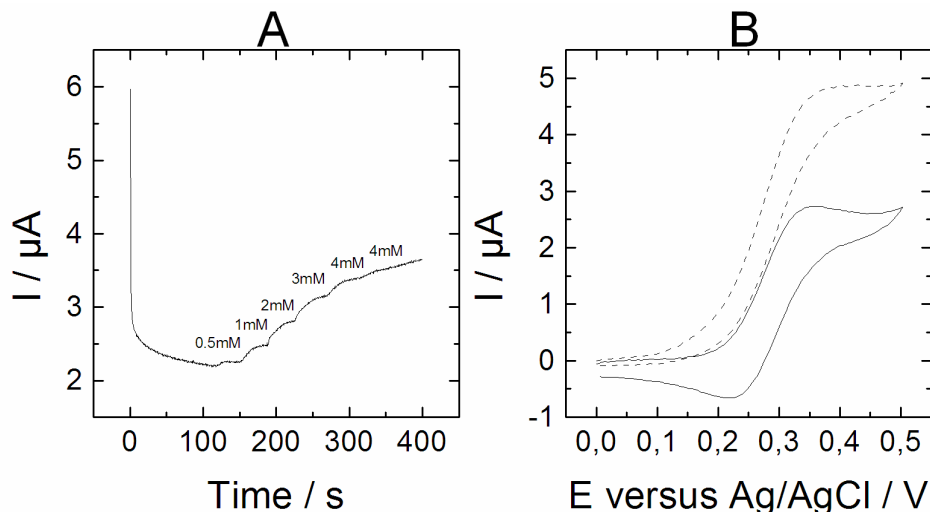 A
6
5
4
3
2
I / µA
0.5mM
1mM
2mM
3mM
4mM
4mM
0 100 200 300 400
Time / s
B
5
4
3
2
1
0
-1
I / µA
0,0 0,1 0,2 0,3 0,4 0,5
E versus Ag/AgCl / V